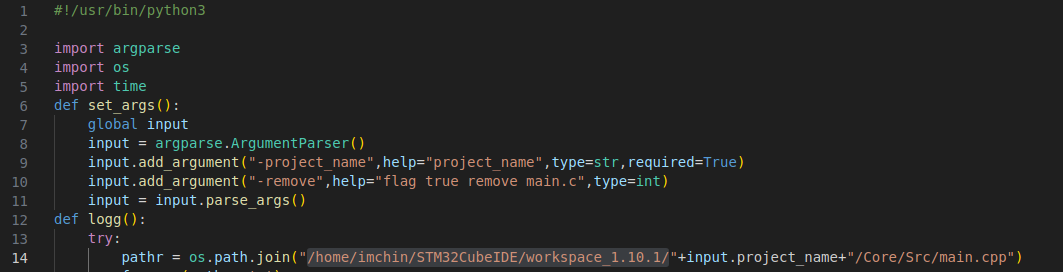 1 #!/usr/bin/python3
2
3 import argparse
4 import os
5 import time
6 def set_args():
7     global input
8     input = argparse.ArgumentParser()
9     input.add_argument("-project_name",help="project_name",type=str,required=True)
10     input.add_argument("-remove",help="flag true remove main.c",type=int)
11     input = input.parse_args()
12 def logg():
13     try:
14         pathr = os.path.join("/home/imchin/STM32CubeIDE/workspace_1.10.1/"+input.project_name+"/Core/Src/main.cpp")